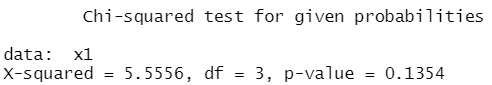 Chi-squared test for given probabilities
data:  x1
X-squared = 5.5556, df = 3, p-value = 0.1354